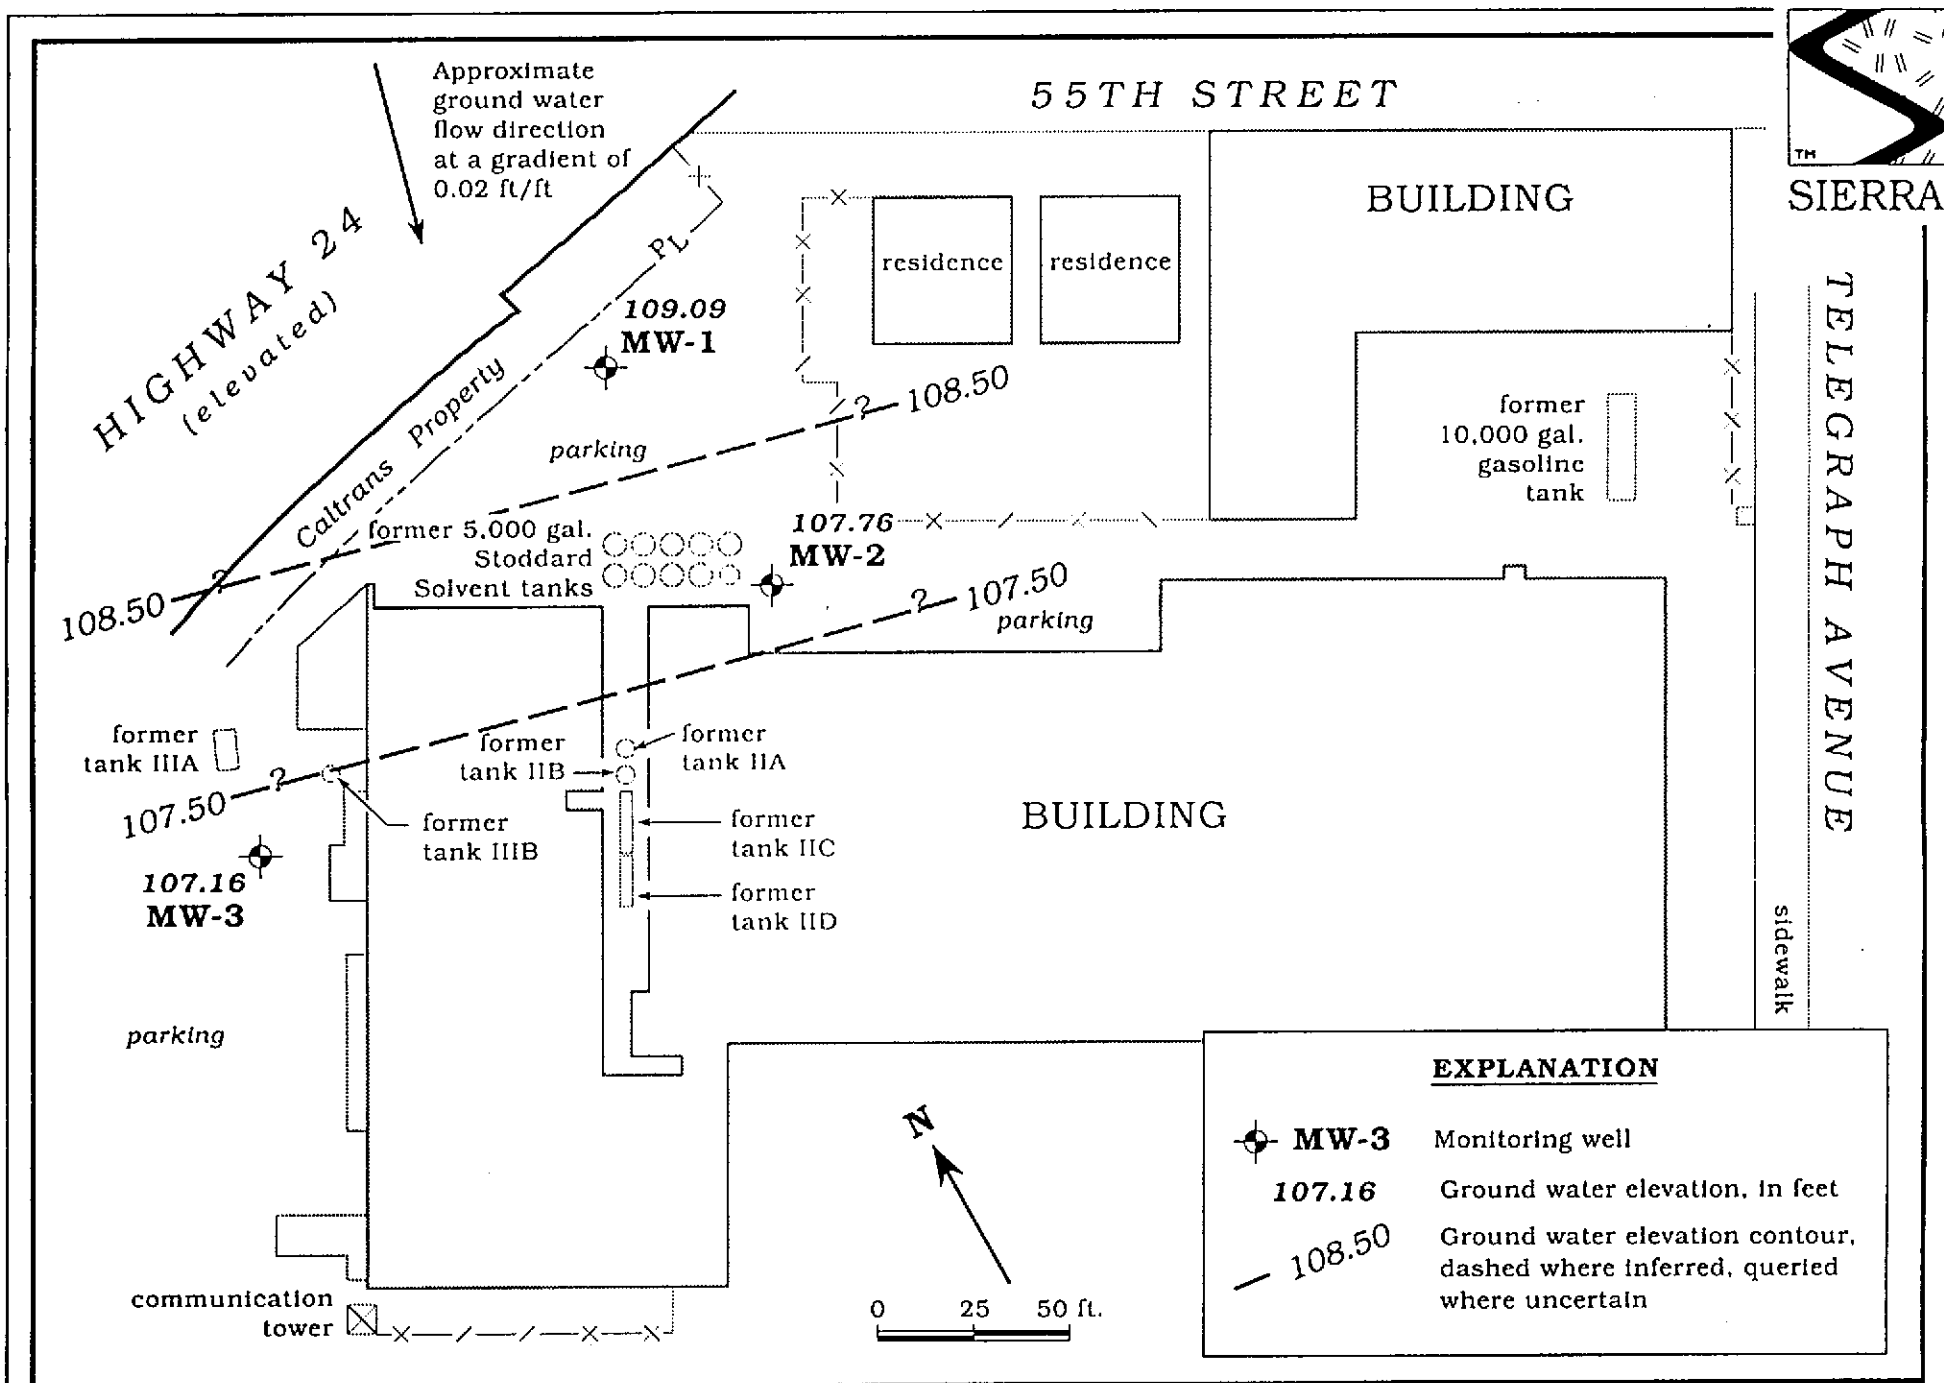 Approximate
ground water
flow direction
at a gradient of
0.02 ft/ft
55TH STREET
TM
SIERRA
HIGHWAY 24
(elevated)
PL
Caltrans Property
109.09
MW-1
residence
residence
BUILDING
TELEGRAPH AVENUE
108.50
?
parking
former
10,000 gal.
gasoline
tank
former 5,000 gal.
Stoddard
Solvent tanks
107.76
MW-2
?
108.50
107.50
?
parking
former
tank IIIA
former
tank IIB
former
tank IIA
?
107.50
former
tank IIIB
former
tank IIC
BUILDING
107.16
MW-3
former
tank IID
sidewalk
parking
N
0 25 50 ft.
communication
tower
EXPLANATION
MW-3 Monitoring well
107.16 Ground water elevation, in feet
108.50 Ground water elevation contour,
dashed where inferred, queried
where uncertain